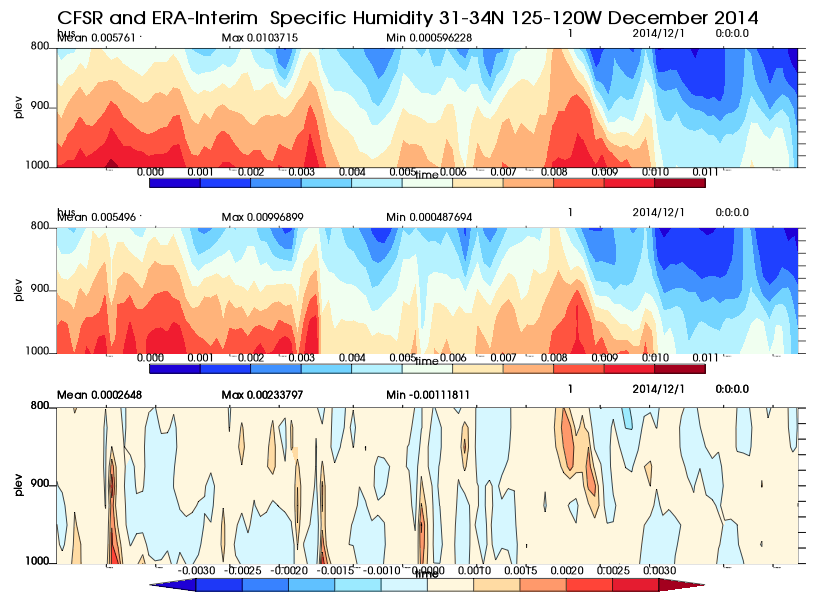 CFSR and ERA-Interim Specific Humidity 31-34N 125-120W December 2014
hus
Mean 0.005761 Max 0.0103715 Min 0.000596228 1 2014/12/1 0:0:0.0
800
900
1000
plev
time
0.000 0.001 0.002 0.003 0.004 0.005 0.006 0.007 0.008 0.009 0.010 0.011
hus
Mean 0.005496 Max 0.00996899 Min 0.000487694 1 2014/12/1 0:0:0.0
800
900
1000
plev
time
0.000 0.001 0.002 0.003 0.004 0.005 0.006 0.007 0.008 0.009 0.010 0.011
Mean 0.0002648 Max 0.00233797 Min -0.00111811 1 2014/12/1 0:0:0.0
800
900
1000
plev
time
-0.0030 -0.0025 -0.0020 -0.0015 -0.0010 0.0000 0.0010 0.0015 0.0020 0.0025 0.0030